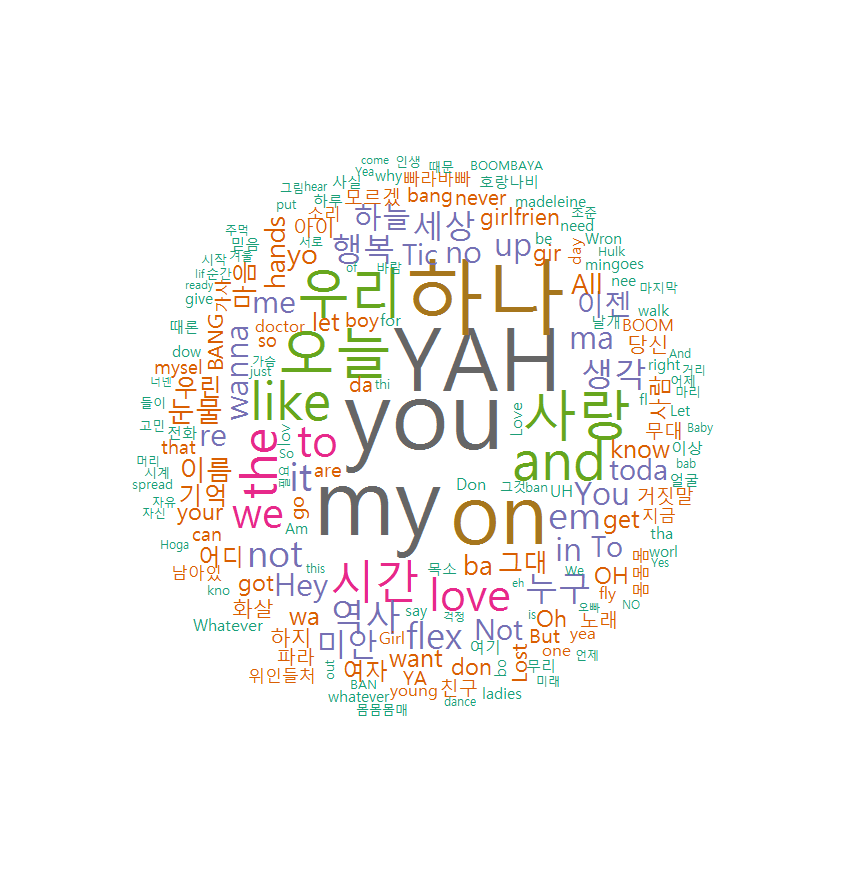 come 인생
Yea 때문 BOOMBAYA
그림 hear 사실 why 빠라바빠 호랑나비
put 하루 모르겠 bang never madeleine
주먹 소리 하늘 세상 girlfrien 조준
믿음 서로 아이 행복 need
hands yo Tic no up be gir day Wron
시작 겨울 of 바람 Hulk
lif 순간 마음 우리 하나 min goes
ready 가시 me All nee 마지막
give let boy for 이젠 walk
때론 BANG doctor 오늘 YAH ma 날개 BOOM
dow so wanna 당신 And
mysel 가슴 생각 right 거리
너넨 우린 just da thi 사람 어제
들이 눈물 like you 사랑 fl 마리
Love Let
고민 전화 re lov the to and know 무대 Baby
that So 이상
머리 이름 it are toda bab
시계 열 Don 그것 ban UH You 얼굴
spread 기억 my on 거짓말
자유 your we go em get 지금
자신 can Am tha
Hoga 어디 not 시간 ba 그대 in To worl
남아있 this 목소 We 메메메 Yes
kno got Hey love eh 누구 OH fly
화살 wa 역사 say 걱정 is Oh 오빠 NO
Whatever flex Not But yea 노래
하지 미안 Girl 여기 one 언제
파라 out 여자 want don bo Lost 무리
위인들처 YA 미래
BAN young 친구 ladies
whatever dance
몸몸몸매